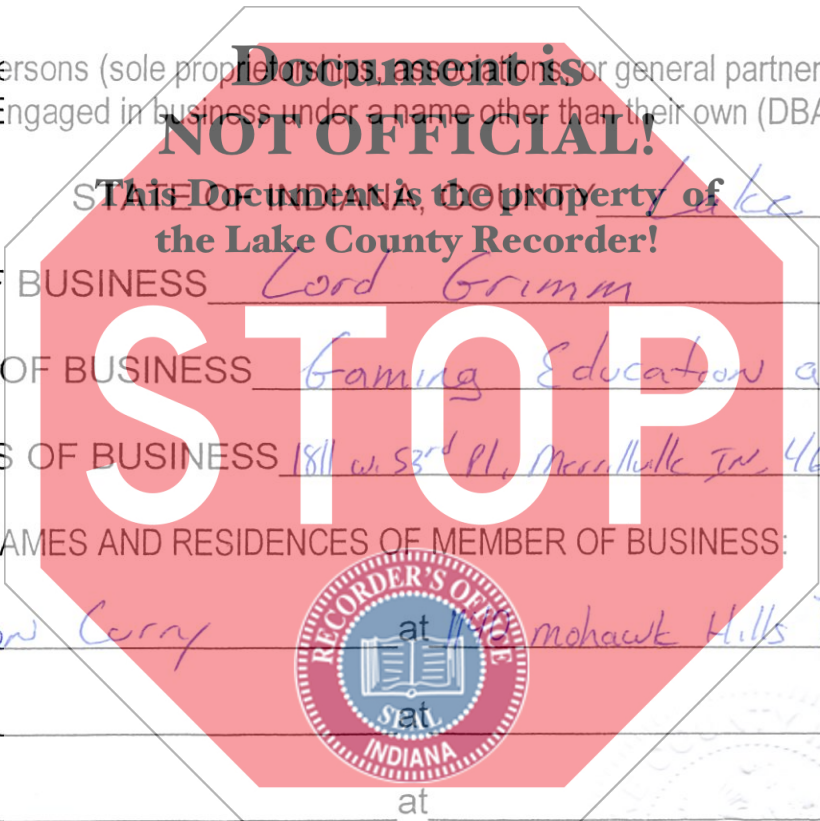 Document is
ersons (sole proprietorships, associations, or general partner
NOT OFFICIAL!
Engaged in business under a name other than their own (DBA
This Document is the property of
STATE OF INDIANA, COUNTY Lake
the Lake County Recorder!
F BUSINESS Lord Grimm
OF BUSINESS Gaming Education a
STOP
S OF BUSINESS 1811 W. 53rd Pl, Merrillville IN, 46
AMES AND RESIDENCES OF MEMBER OF BUSINESS:
RECORDER'S OFFICE
Curry at Mohawk Hills
SEAL
at
INDIANA
at